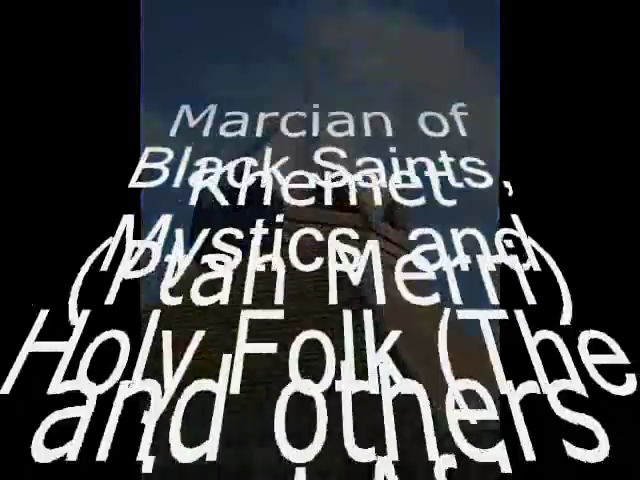 Marcian of
Black Saints,
Khemet
Mystics, and
(Ptah Merri)
Holy Folk (The
and others